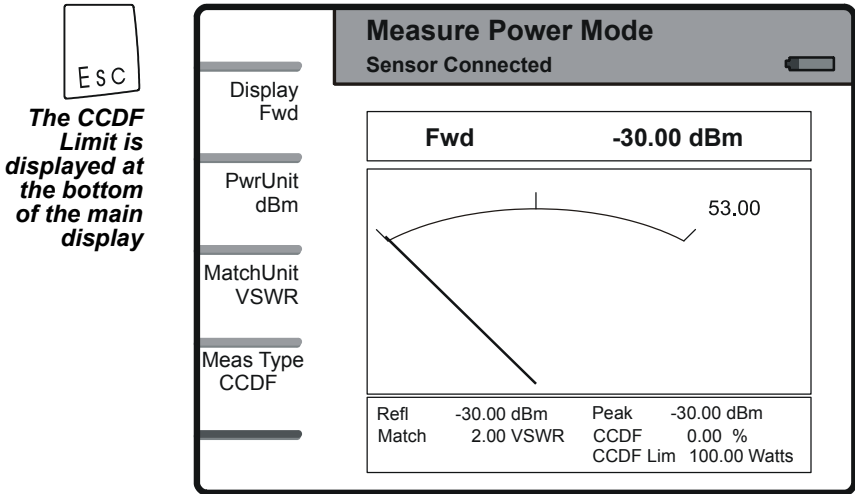 Esc
The CCDF
Limit is
displayed at
the bottom
of the main
display
Measure Power Mode
Sensor Connected
Display
Fwd
PwrUnit
dBm
MatchUnit
VSWR
Meas Type
CCDF
Fwd -30.00 dBm
53.00
Refl -30.00 dBm Peak -30.00 dBm
Match 2.00 VSWR CCDF 0.00 %
CCDF Lim 100.00 Watts